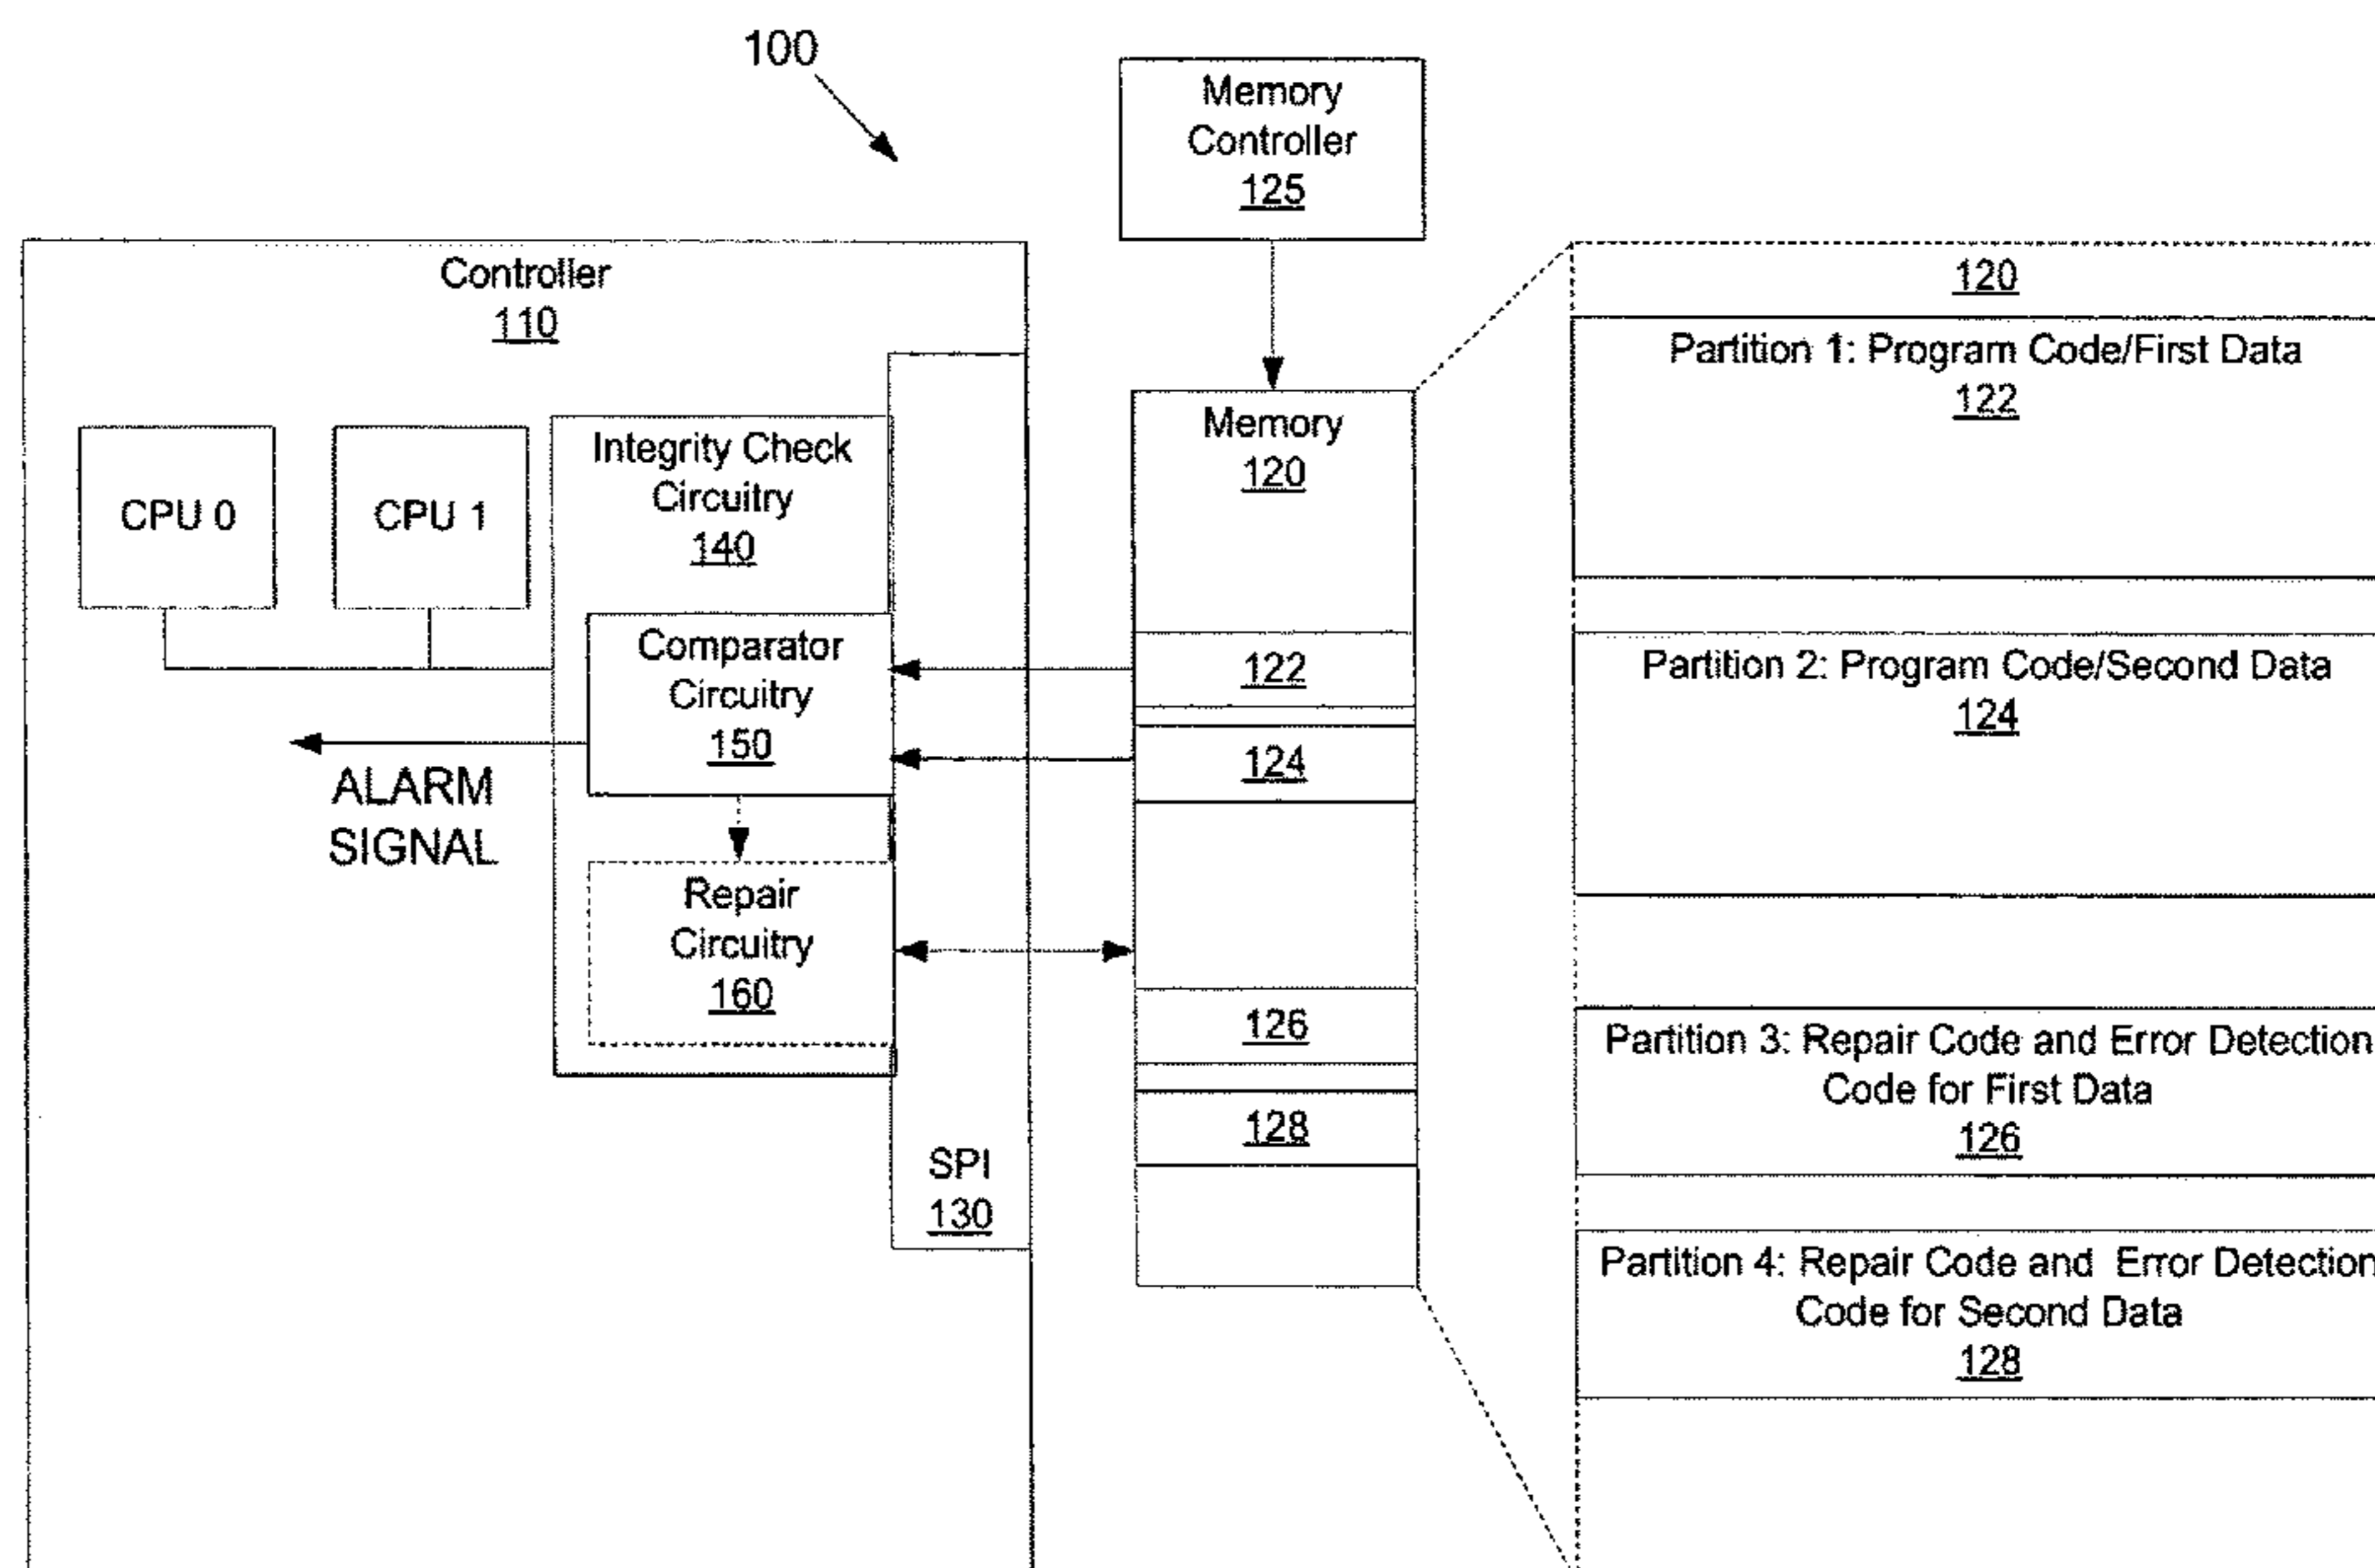 100
Memory
Controller
125
Controller
110
CPU 0
CPU 1
Integrity Check
Circuitry
140
Comparator
Circuitry
150
ALARM
SIGNAL
Repair
Circuitry
160
SPI
130
Memory
120
122
124
126
128
120
Partition 1: Program Code/First Data
122
Partition 2: Program Code/Second Data
124
Partition 3: Repair Code and Error Detection
Code for First Data
126
Partition 4: Repair Code and Error Detection
Code for Second Data
128